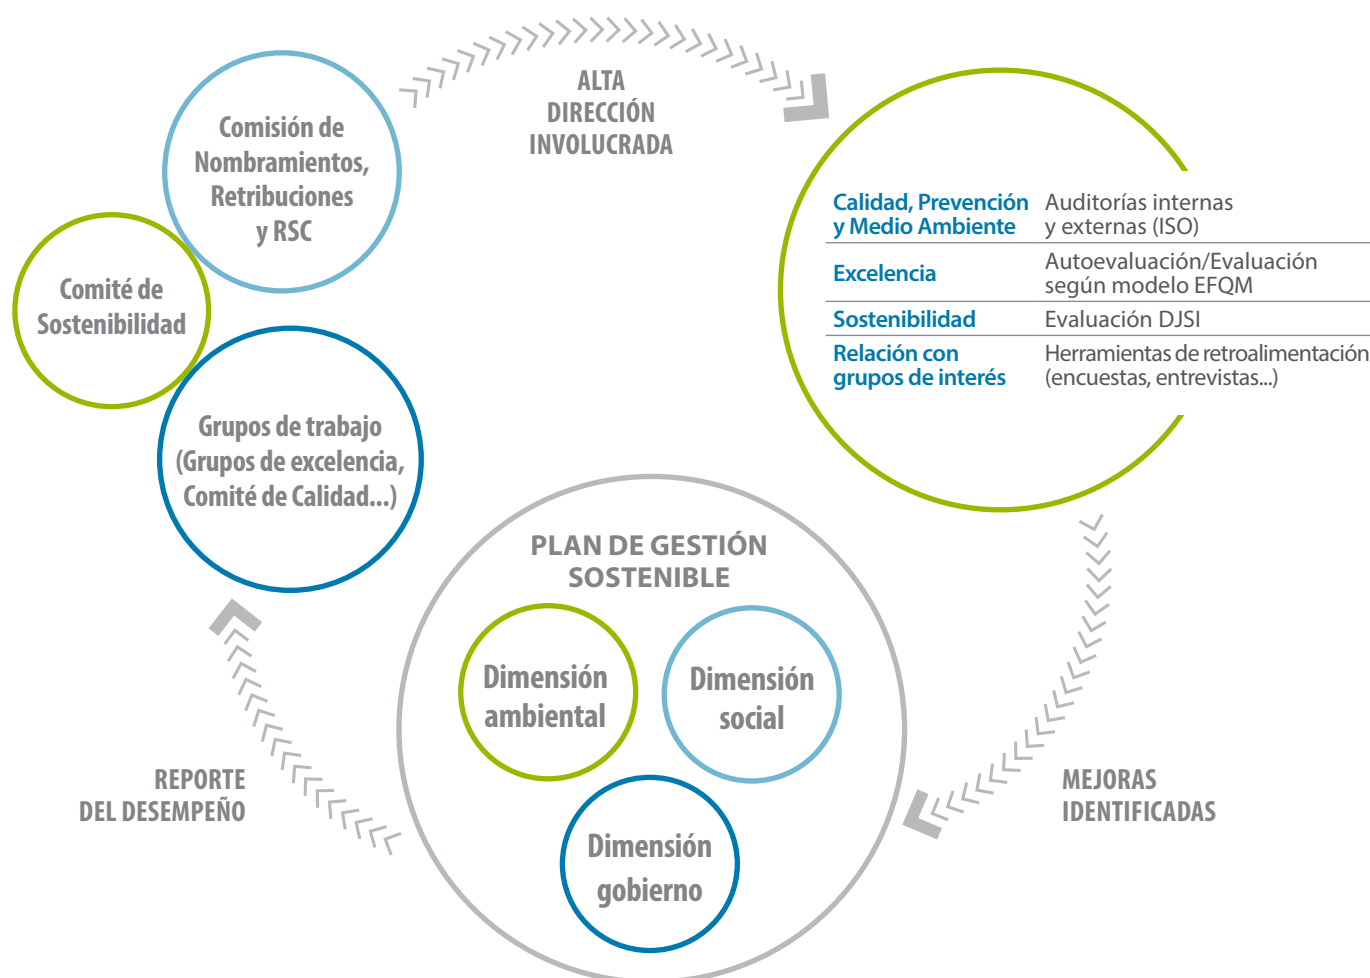 ALTA
DIRECCIÓN
INVOLUCRADA
Comisión de
Nombramientos,
Retribuciones
y RSC
Comité de
Sostenibilidad
Grupos de trabajo
(Grupos de excelencia,
Comité de Calidad...)
Calidad, Prevención
y Medio Ambiente
Auditorías internas
y externas (ISO)
Excelencia
Autoevaluación/Evaluación
según modelo EFQM
Sostenibilidad
Evaluación DJSI
Relación con
grupos de interés
Herramientas de retroalimentación
(encuestas, entrevistas...)
PLAN DE GESTIÓN
SOSTENIBLE
Dimensión
ambiental
Dimensión
social
Dimensión
gobierno
MEJORAS
IDENTIFICADAS
REPORTE
DEL DESEMPEÑO